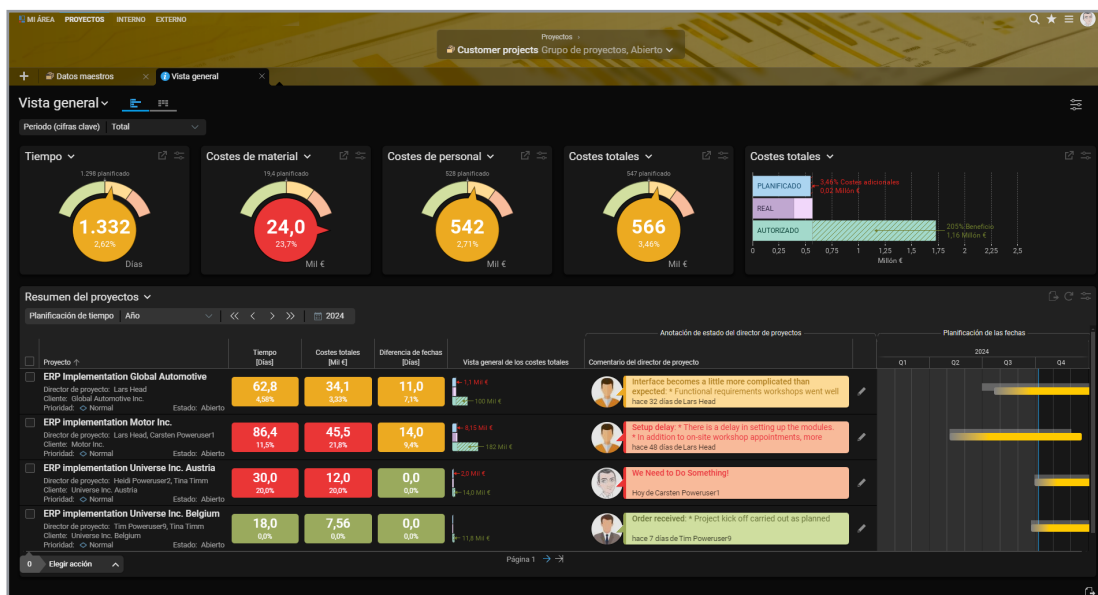 MI ÁREA PROYECTOS INTERNO EXTERNO
Proyectos ›
Customer projects Grupo de proyectos, Abierto
Datos maestros Vista general
Vista general
Periodo (cifras clave) Total
Tiempo
1.298 planificado
1.332
2,62%
Días
Costes de material
19,4 planificado
24,0
23,7%
Mil €
Costes de personal
528 planificado
542
2,71%
Mil €
Costes totales
547 planificado
566
3,46%
Mil €
Costes totales
PLANIFICADO
3,46% Costes adicionales
0,02 Millón €
REAL
AUTORIZADO
205% Beneficio
1,16 Millón €
0 0,25 0,5 0,75 1 1,25 1,5 1,75 2 2,25 2,5
Millón €
Resumen del proyectos
Planificación de tiempo Año 2024
Anotación de estado del director de proyectos Planificación de las fechas
2024
Proyecto Tiempo [Días] Costes totales [Mil €] Diferencia de fechas [Días] Vista general de los costes totales Comentario del director de proyecto Q1 Q2 Q3 Q4
ERP Implementation Global Automotive
Director de proyecto: Lars Head
Cliente: Global Automotive Inc.
Prioridad: Normal Estado: Abierto
62,8 34,1 11,0
4,58% 3,33% 7,1%
1,1 Mil €
100 Mil €
Interface becomes a little more complicated than
expected: * Functional requirements workshops went well
hace 32 días de Lars Head
ERP implementation Motor Inc.
Director de proyecto: Lars Head, Carsten Poweruser1
Cliente: Motor Inc.
Prioridad: Normal Estado: Abierto
86,4 45,5 14,0
11,5% 21,8% 9,4%
8,15 Mil €
182 Mil €
Setup delay: * There is a delay in setting up the modules.
* In addition to on-site workshop appointments, more
hace 48 días de Lars Head
ERP implementation Universe Inc. Austria
Director de proyecto: Heidi Poweruser2, Tina Timm
Cliente: Universe Inc. Austria
Prioridad: Normal Estado: Abierto
30,0 12,0 0,0
20,0% 20,0% 0,0%
2,0 Mil €
14,0 Mil €
We Need to Do Something!
Hoy de Carsten Poweruser1
ERP implementation Universe Inc. Belgium
Director de proyecto: Tim Poweruser9, Tina Timm
Cliente: Universe Inc. Belgium
Prioridad: Normal Estado: Abierto
18,0 7,56 0,0
0,0% 0,0% 0,0%
11,8 Mil €
Order received: * Project kick off carried out as planned
hace 7 días de Tim Poweruser9
0 Elegir acción
Página 1